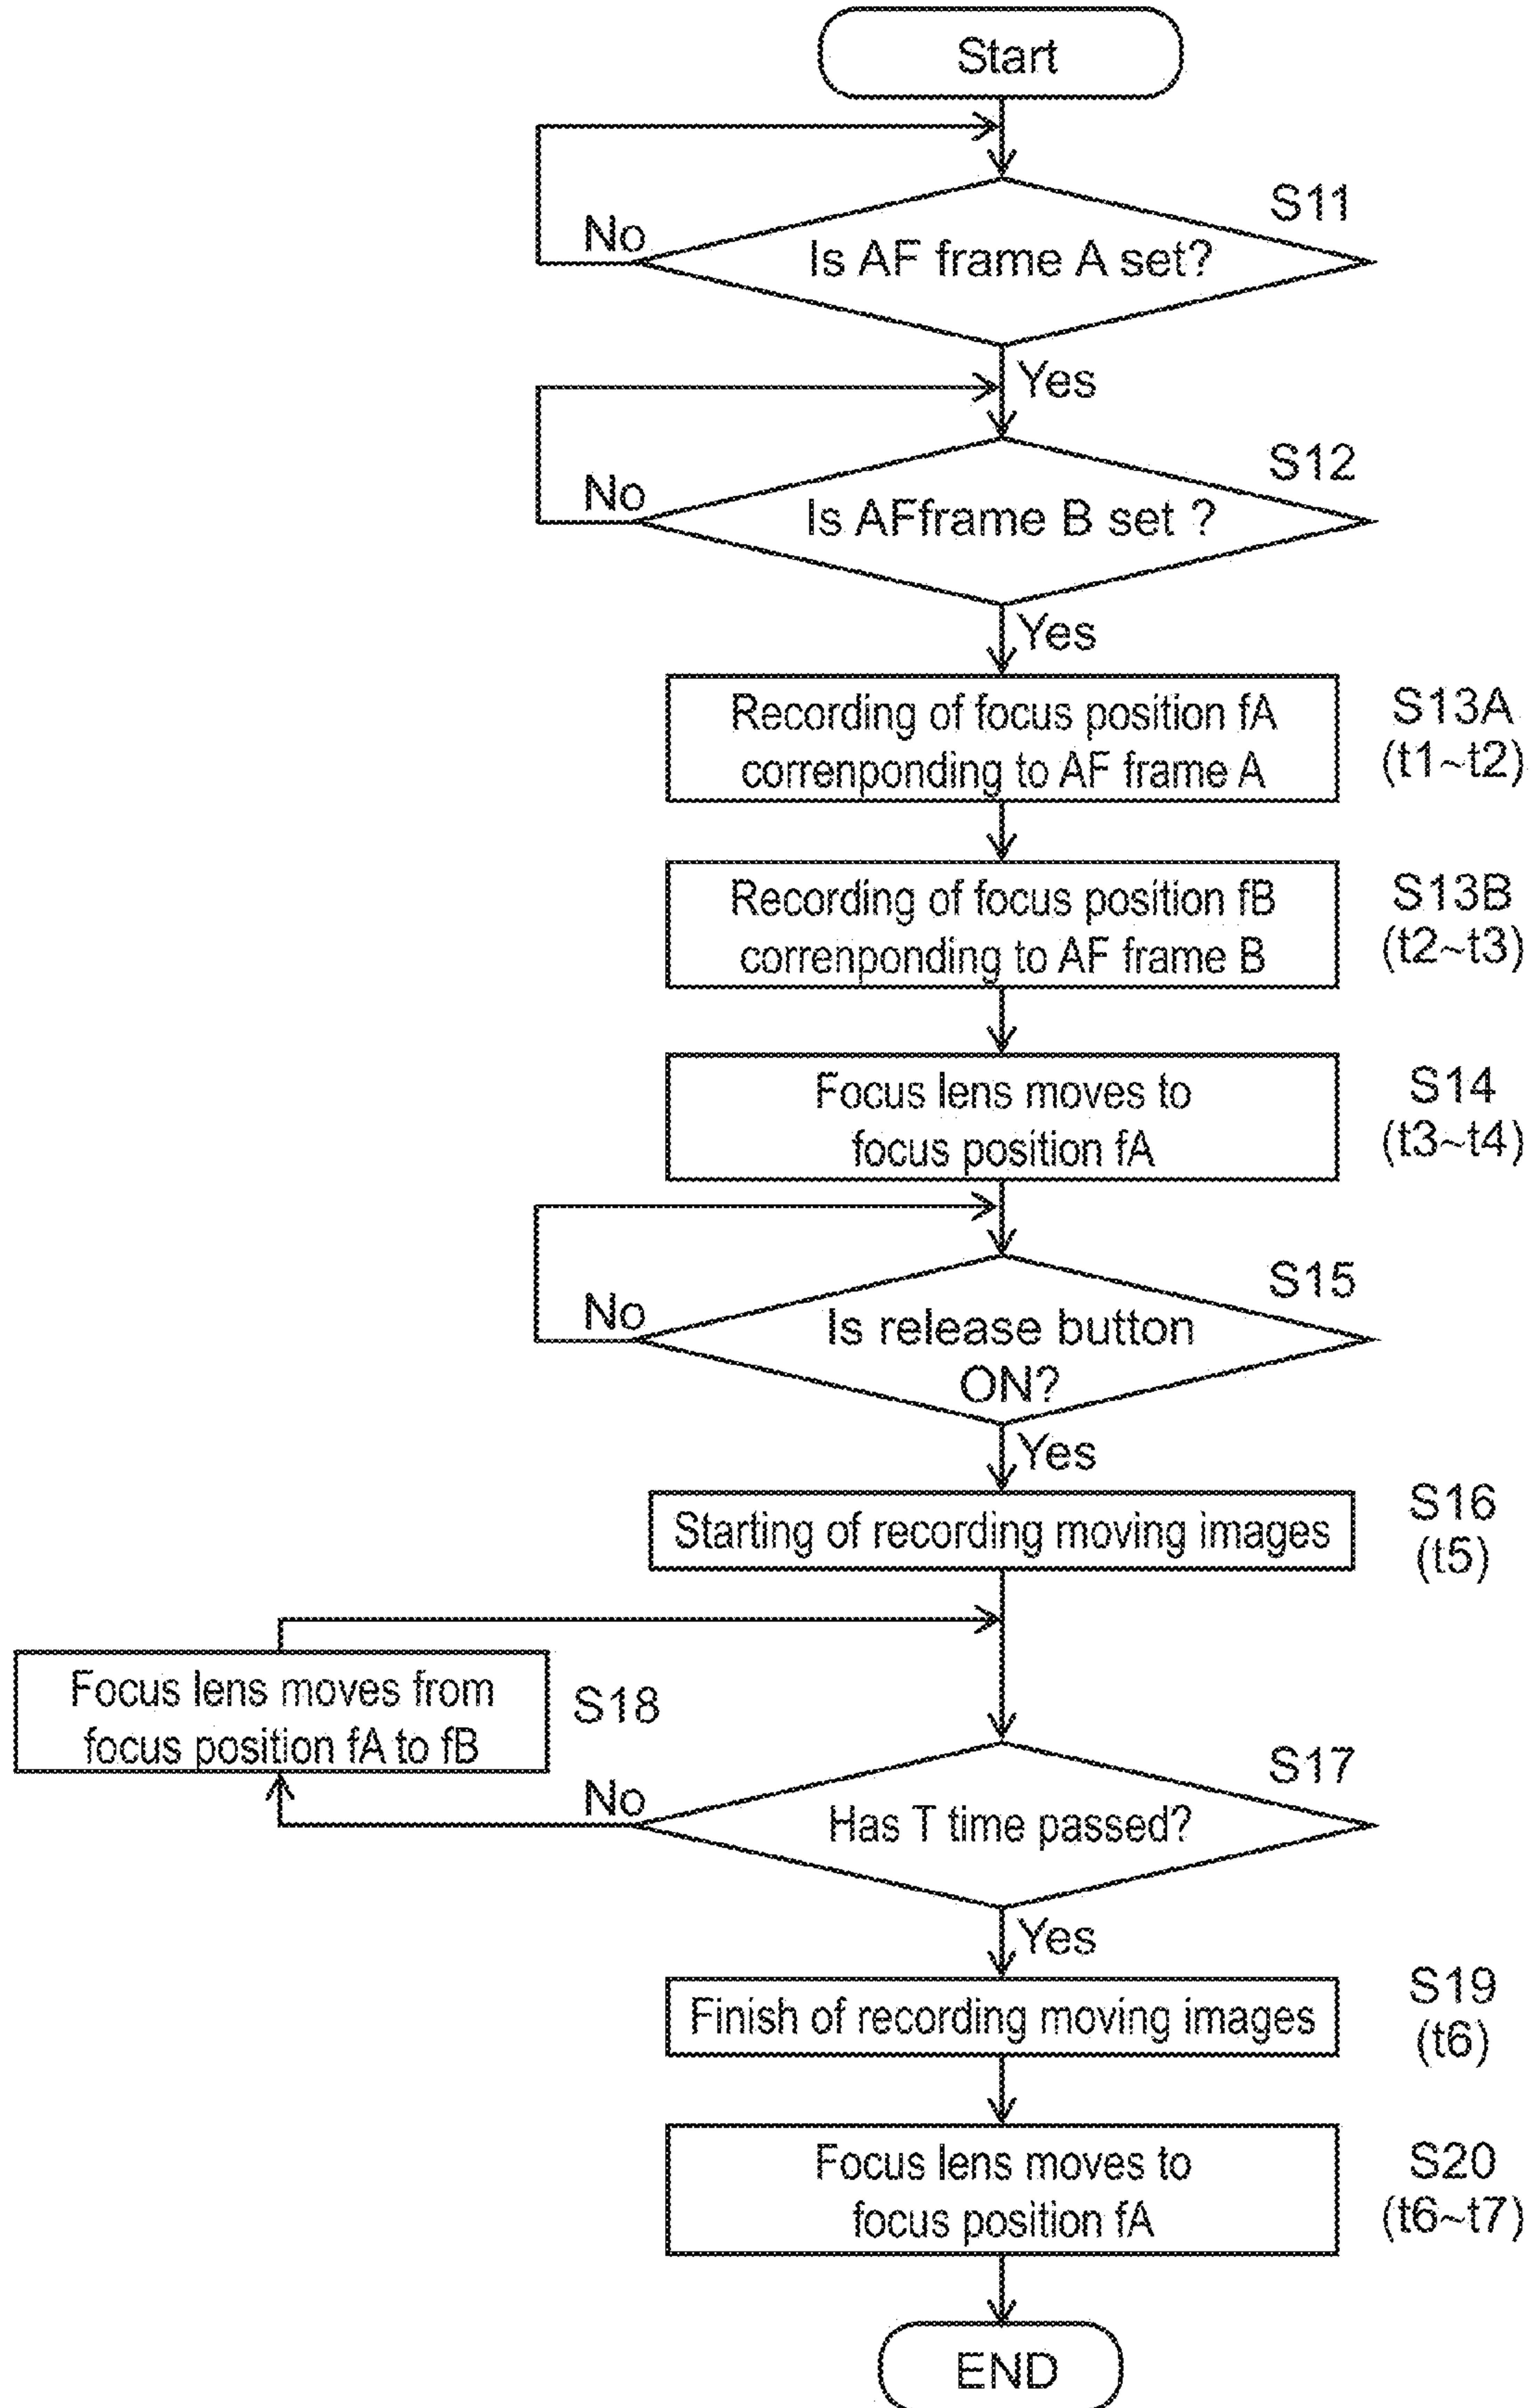 Start
S11
No
Is AF frame A set?
Yes
S12
No
Is AFframe B set ?
Yes
Recording of focus position fA
correnponding to AF frame A
S13A
(t1~t2)
Recording of focus position fB
correnponding to AF frame B
S13B
(t2~t3)
Focus lens moves to
focus position fA
S14
(t3~t4)
S15
No
Is release button
ON?
Yes
Starting of recording moving images
S16
(t5)
Focus lens moves from
focus position fA to fB
S18
S17
No
Has T time passed?
Yes
Finish of recording moving images
S19
(t6)
Focus lens moves to
focus position fA
S20
(t6~t7)
END